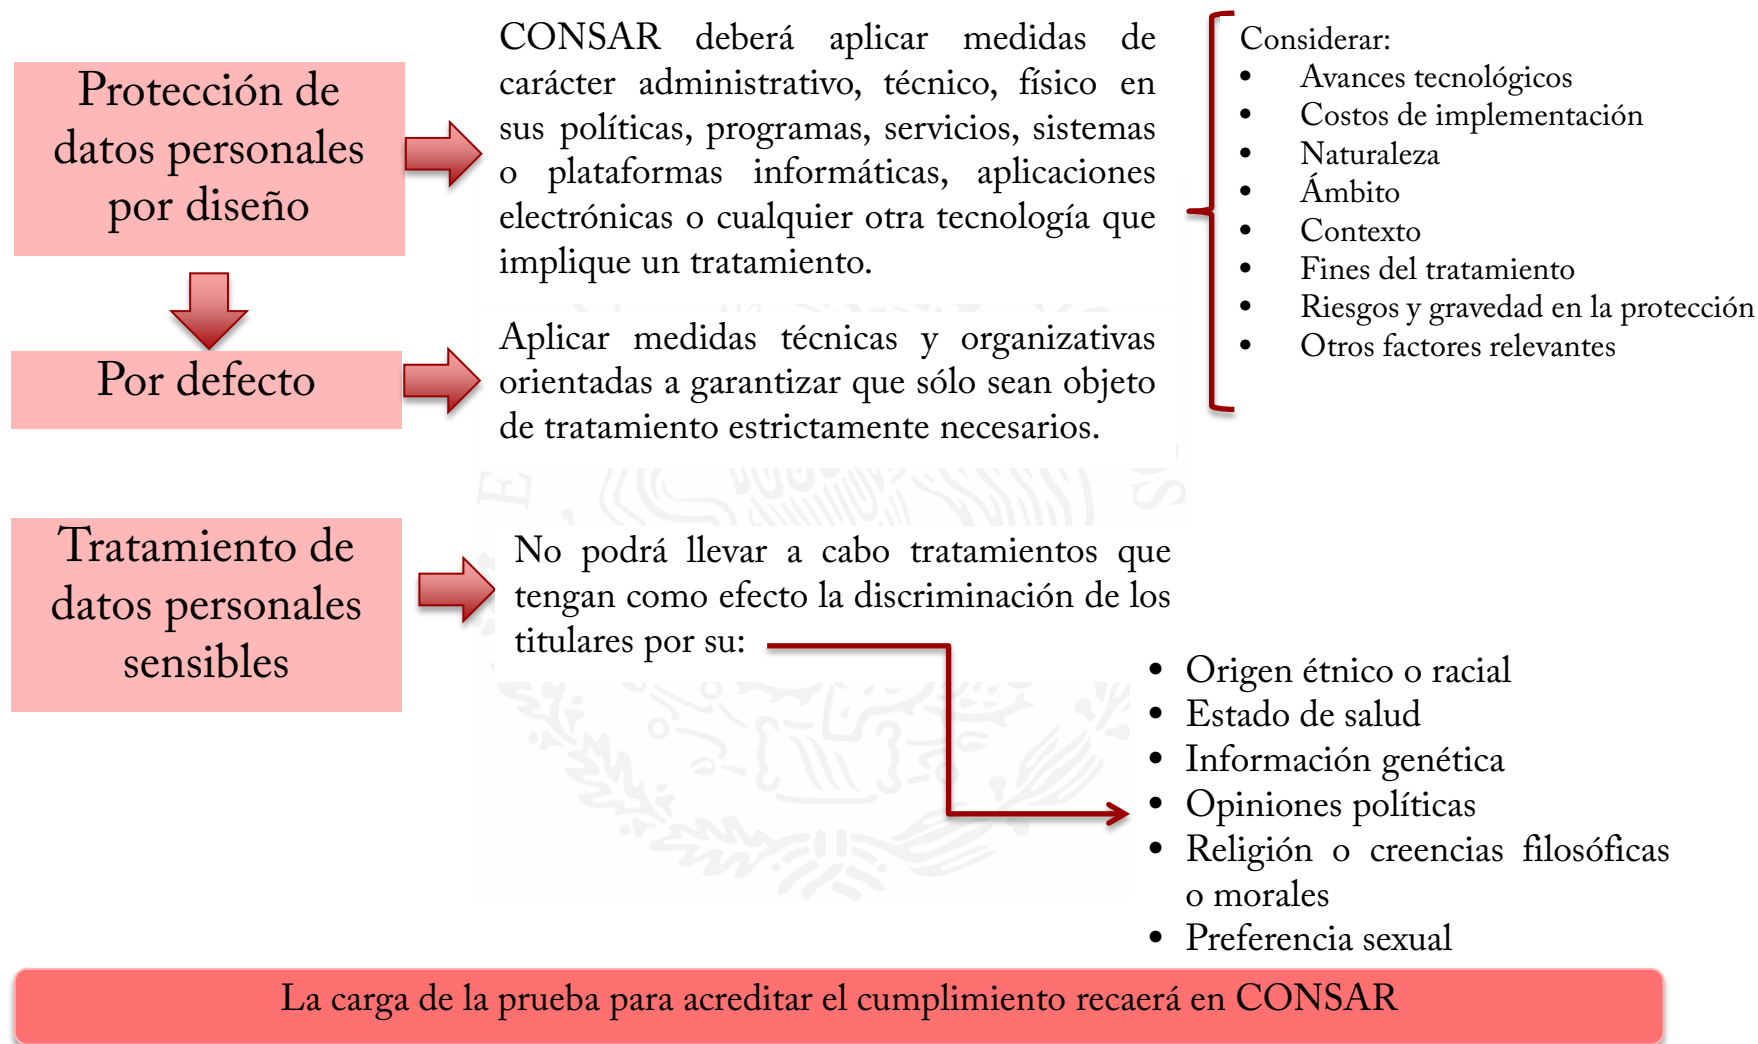 Protección de
datos personales
por diseño
CONSAR deberá aplicar medidas de
carácter administrativo, técnico, físico en
sus políticas, programas, servicios, sistemas
o plataformas informáticas, aplicaciones
electrónicas o cualquier otra tecnología que
implique un tratamiento.
Considerar:
• Avances tecnológicos
• Costos de implementación
• Naturaleza
• Ámbito
• Contexto
• Fines del tratamiento
• Riesgos y gravedad en la protección
• Otros factores relevantes
Por defecto
Aplicar medidas técnicas y organizativas
orientadas a garantizar que sólo sean objeto
de tratamiento estrictamente necesarios.
Tratamiento de
datos personales
sensibles
No podrá llevar a cabo tratamientos que
tengan como efecto la discriminación de los
titulares por su:
• Origen étnico o racial
• Estado de salud
• Información genética
• Opiniones políticas
• Religión o creencias filosóficas
o morales
• Preferencia sexual
La carga de la prueba para acreditar el cumplimiento recaerá en CONSAR